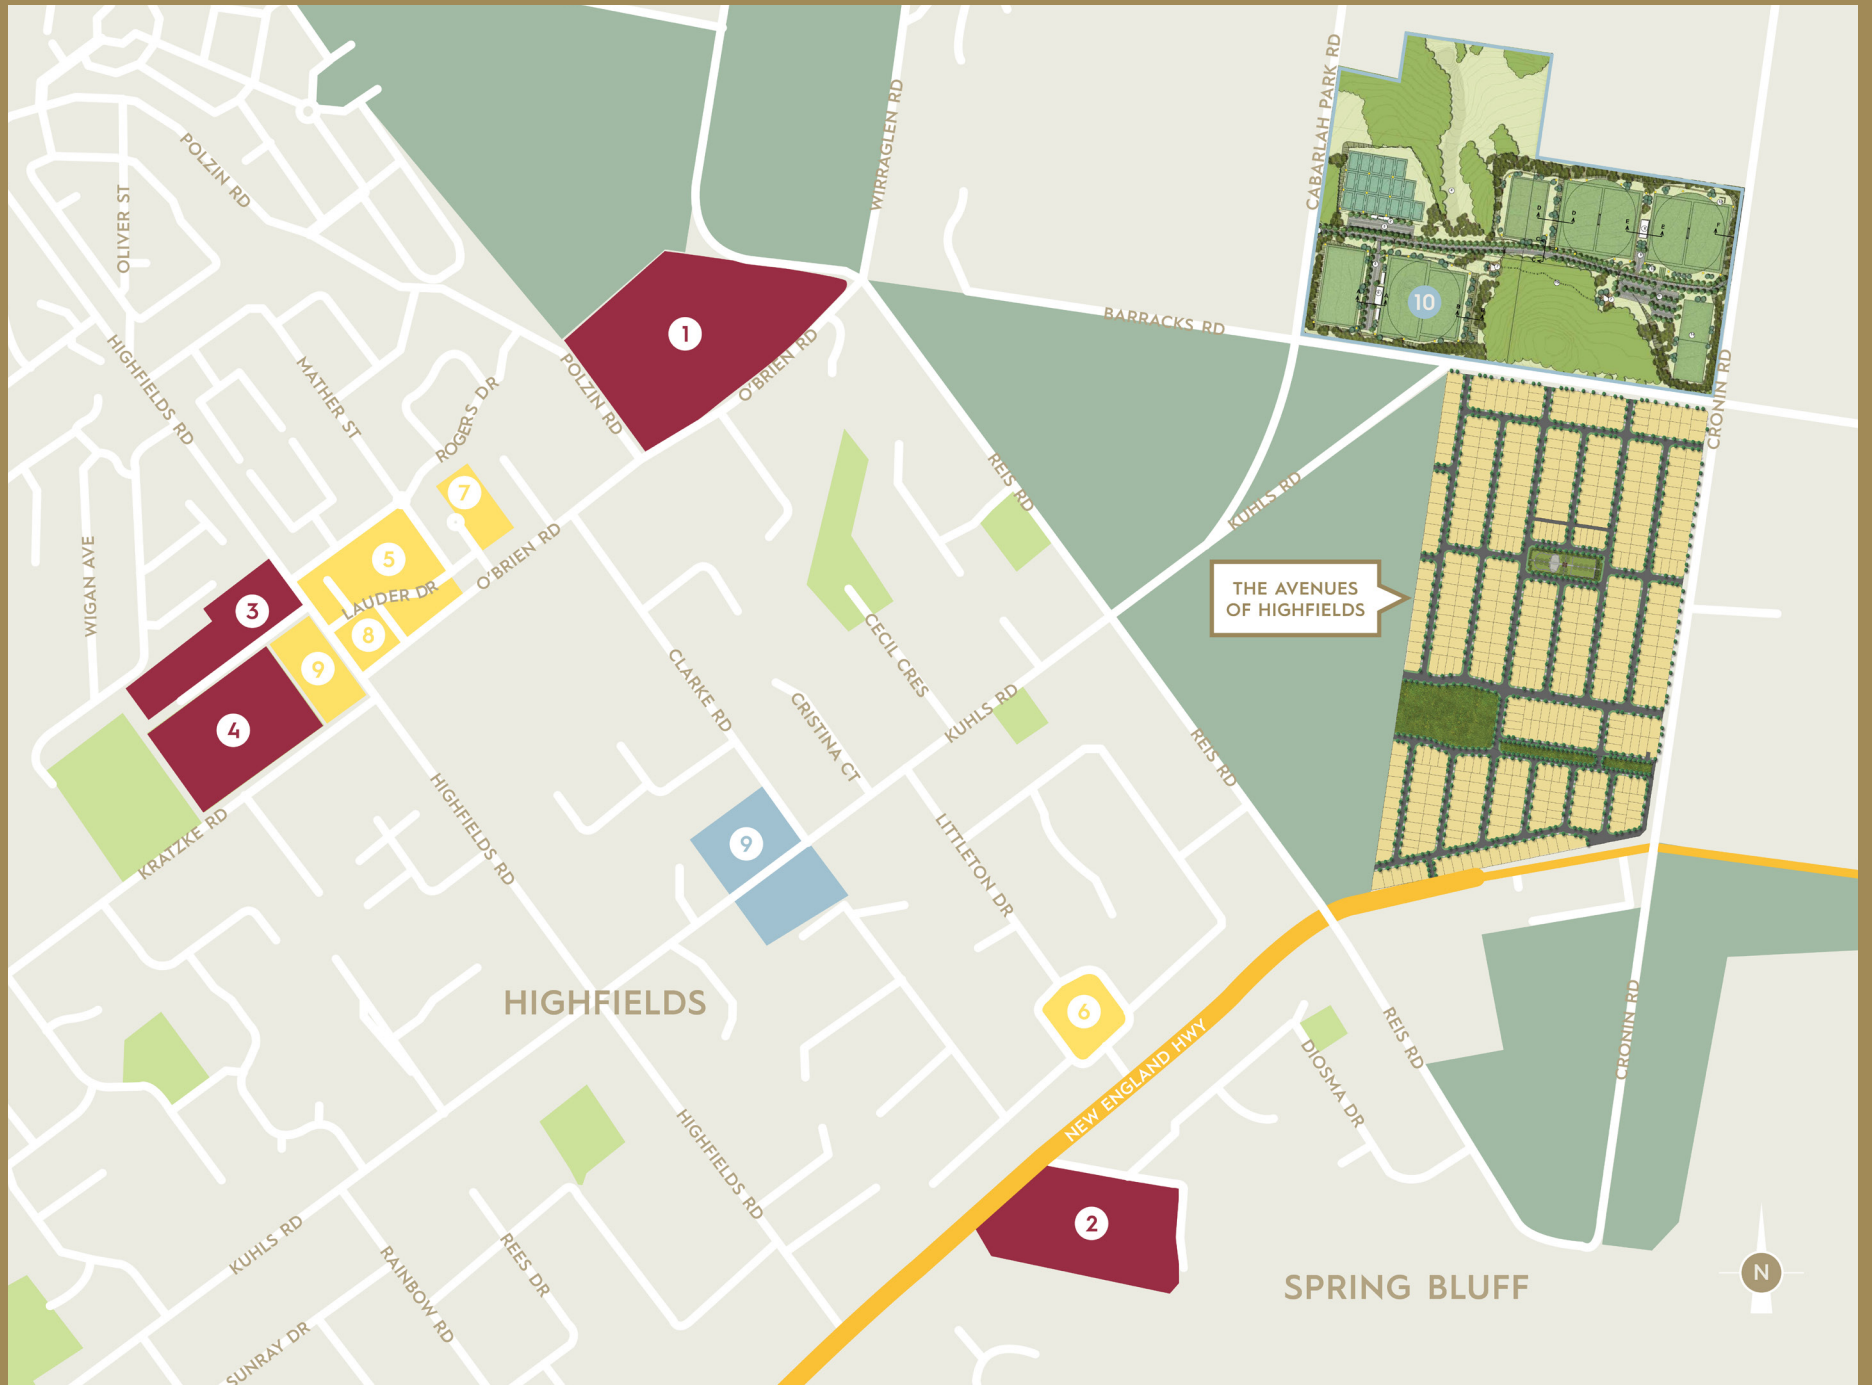 CABARLAH PARK RD
WIRRAGLEN RD
POLZIN RD
OLIVER ST
10
BARRACKS RD
1
HIGHFIELDS RD
MATHER ST
ROGERS DR
POLZIN RD
O'BRIEN RD
CRONIN RD
REIS RD
KUHLS RD
7
5
O'BRIEN RD
WIGAN AVE
LAUDER DR
THE AVENUES
OF HIGHFIELDS
3
8
9
4
CECIL CRES
CLARKE RD
CRISTINA CT
KUHLS RD
REIS RD
HIGHFIELDS RD
KRATZKE RD
9
LITTLETON DR
HIGHFIELDS
6
NEW ENGLAND HWY
REIS RD
CRONIN RD
DIOSMA DR
HIGHFIELDS RD
2
KUHLS RD
RAINBOW RD
REES DR
SPRING BLUFF
N
SUNRAY DR